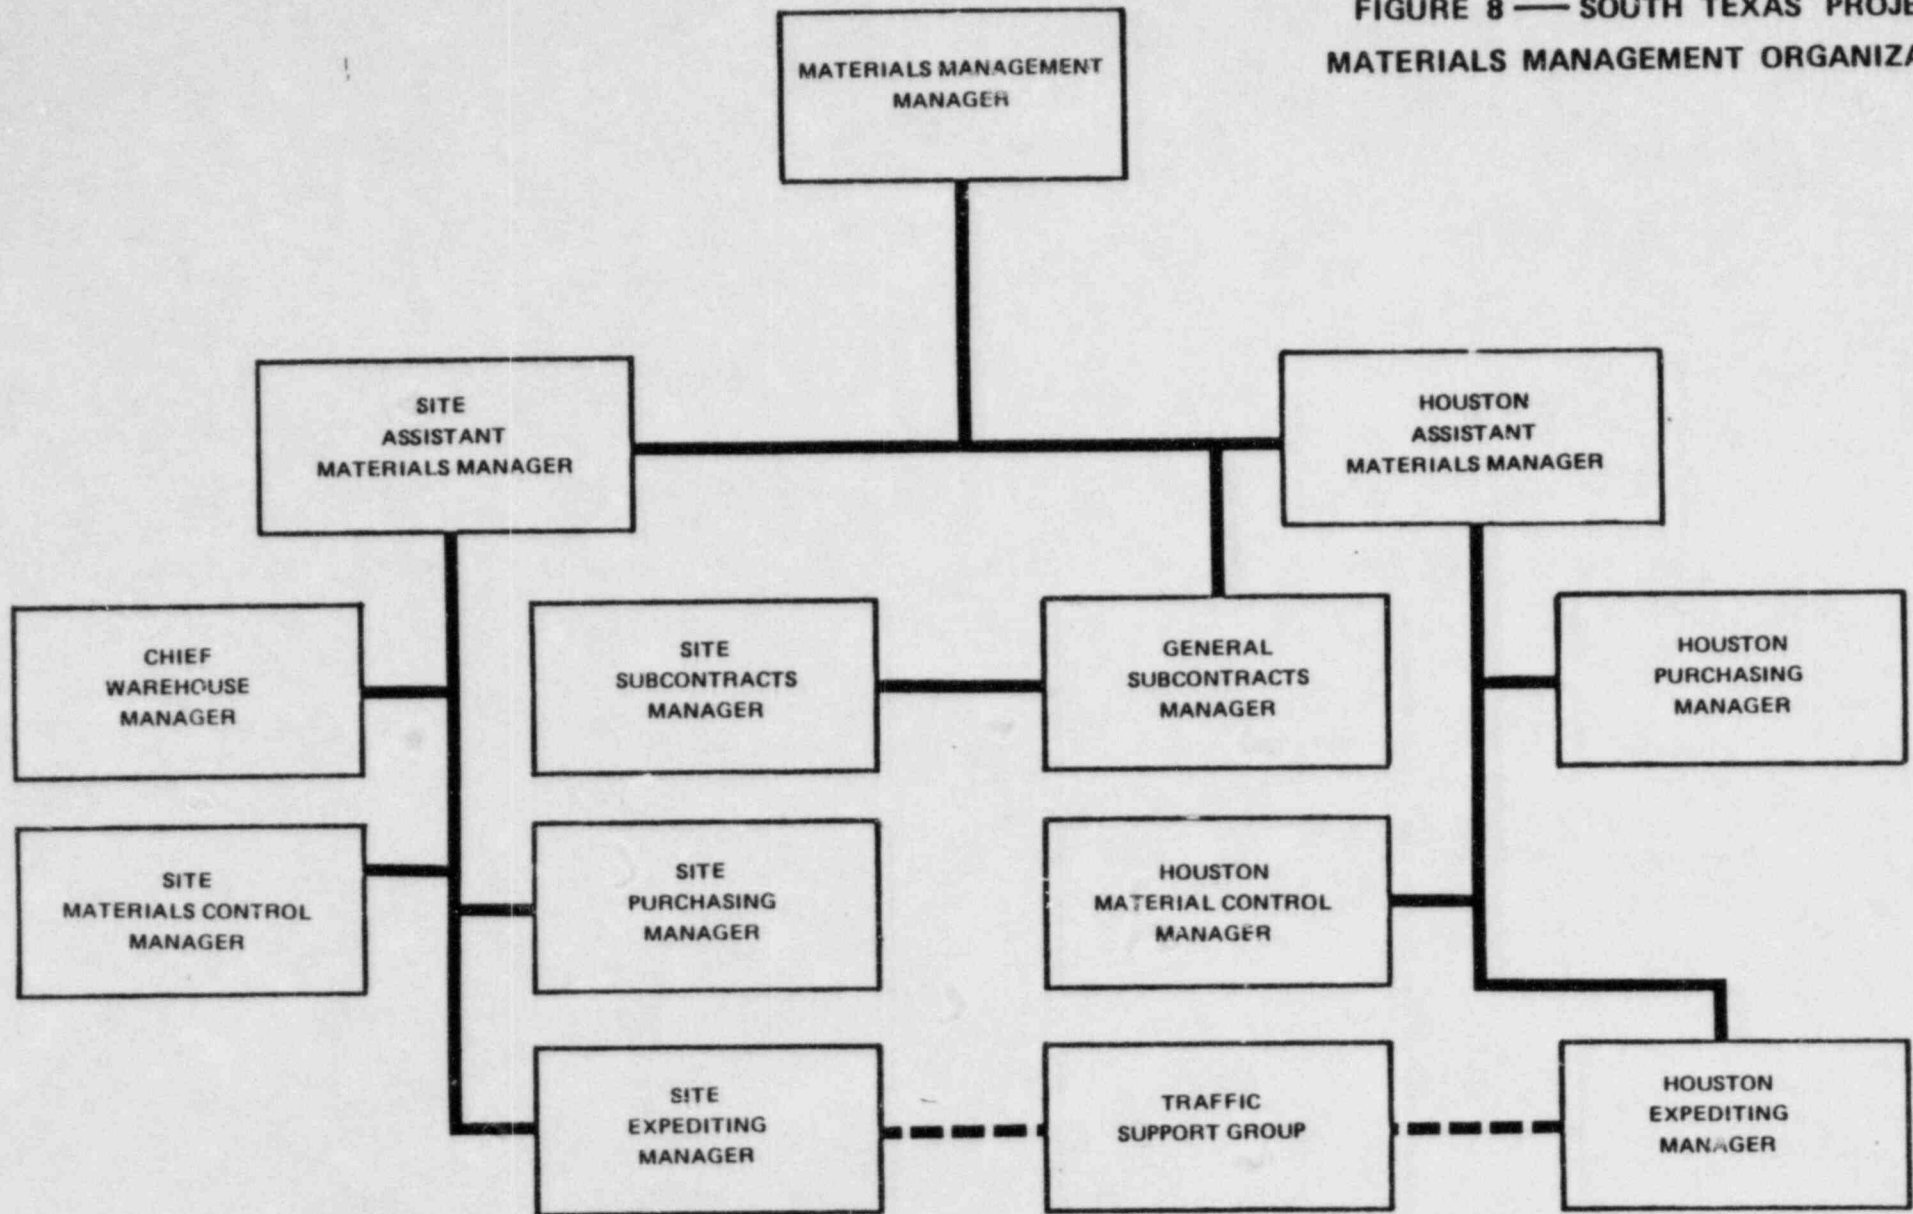 FIGURE 8 — SOUTH TEXAS PROJE
MATERIALS MANAGEMENT ORGANIZA
MATERIALS MANAGEMENT
MANAGER
SITE
ASSISTANT
MATERIALS MANAGER
HOUSTON
ASSISTANT
MATERIALS MANAGER
CHIEF
WAREHOUSE
MANAGER
SITE
SUBCONTRACTS
MANAGER
GENERAL
SUBCONTRACTS
MANAGER
HOUSTON
PURCHASING
MANAGER
SITE
MATERIALS CONTROL
MANAGER
SITE
PURCHASING
MANAGER
HOUSTON
MATERIAL CONTROL
MANAGER
SITE
EXPEDITING
MANAGER
TRAFFIC
SUPPORT GROUP
HOUSTON
EXPEDITING
MANAGER